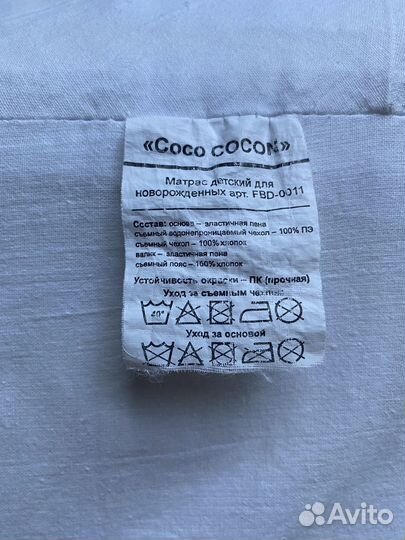 «Coco COCON»
Матрас детский для
новорожденных арт. FBD-0011
Состав: основа – эластичная пена
съемный водонепроницаемый чехол – 100% ПЭ
съемный чехол – 100% хлопок
валик – эластичная пена
съемный пояс – 100% хлопок
Устойчивость окраски – ПК (прочная)
Уход за съемным чехлом
40°
Уход за основой
Avito